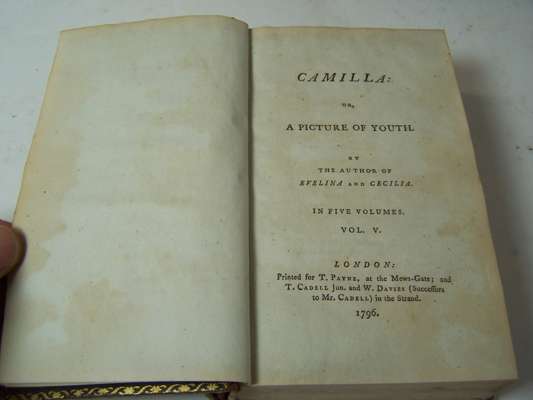 CAMILLA:
OR,
A PICTURE OF YOUTH.
BY
THE AUTHOR OF
EVELINA AND CECILIA.
IN FIVE VOLUMES.
VOL. V.
LONDON:
Printed for T. PAYNE, at the Mews-Gate; and
T. CADELL Jun. and W. DAVIES (Successors
to Mr. CADELL) in the Strand.
1796.